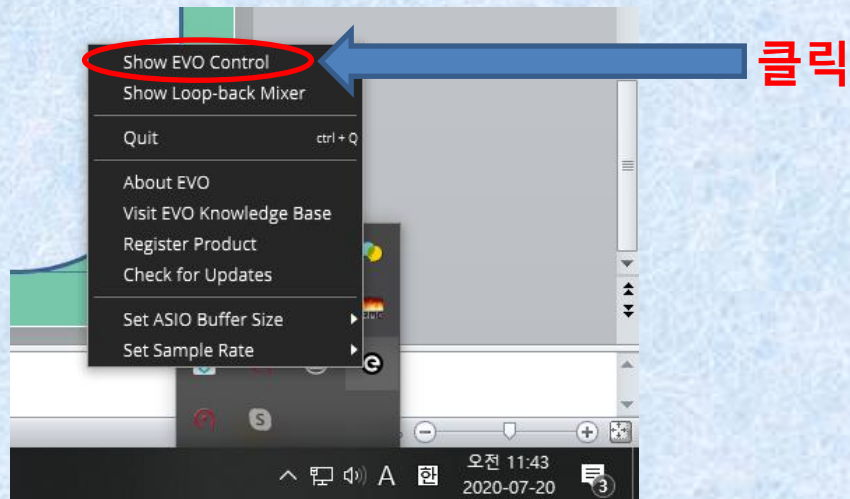 Show EVO Control
클릭
Show Loop-back Mixer
Quit ctrl + Q
About EVO
Visit EVO Knowledge Base
Register Product
Check for Updates
Set ASIO Buffer Size
Set Sample Rate
A 한 오전 11:43
2020-07-20 3